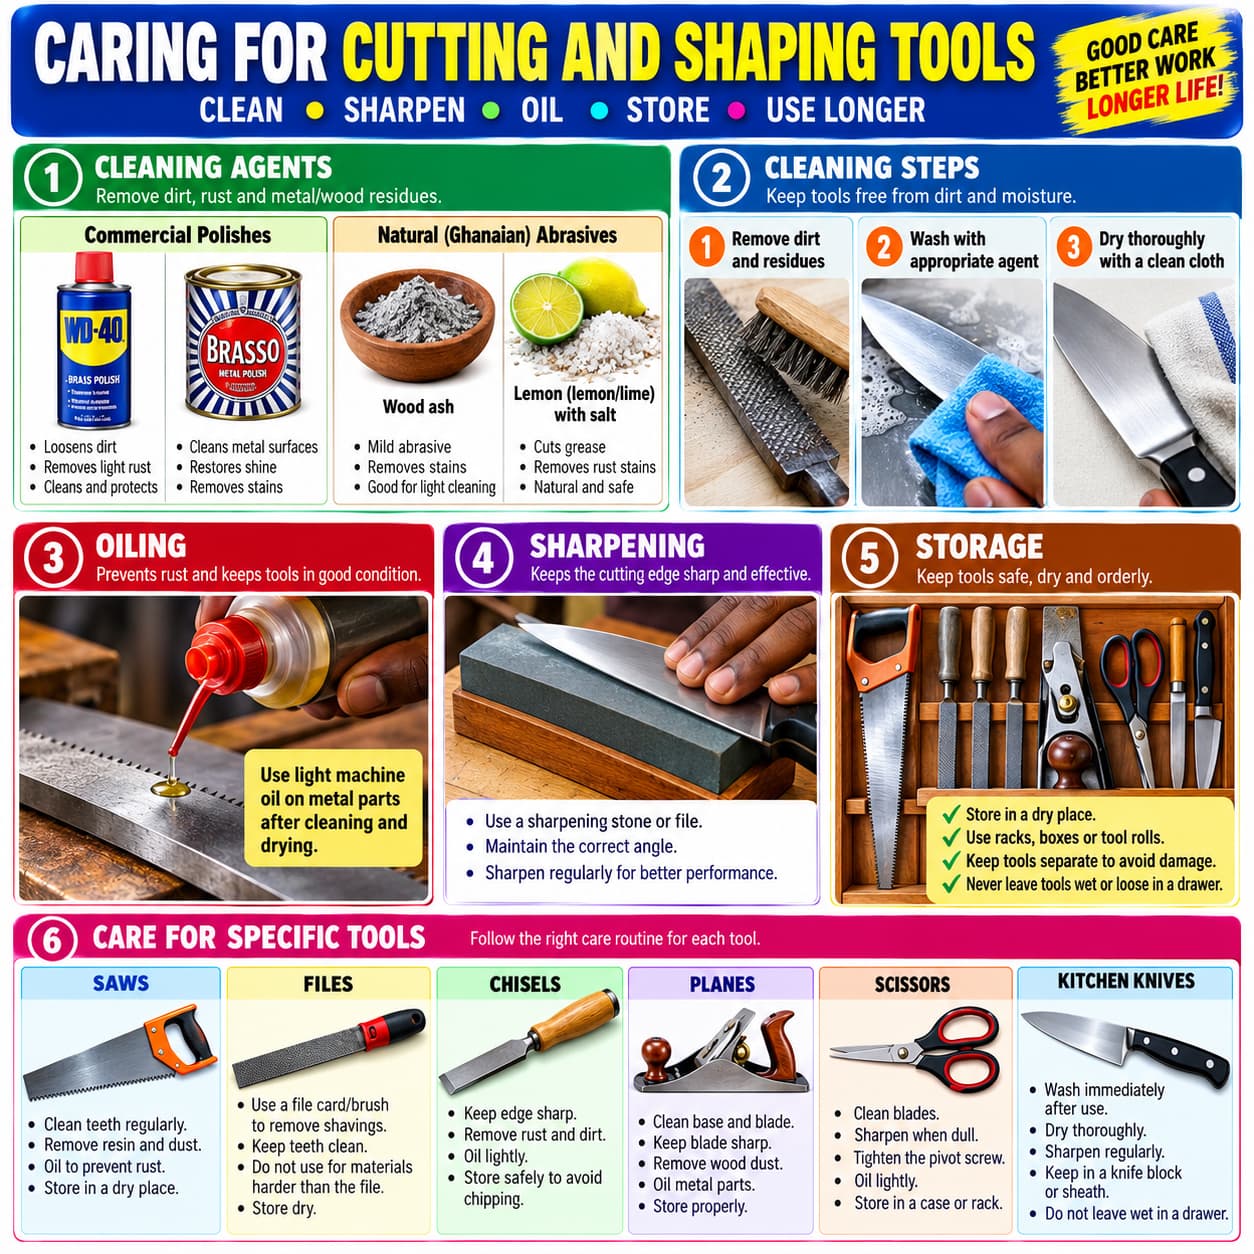 CARING FOR CUTTING AND SHAPING TOOLS
CLEAN • SHARPEN • OIL • STORE • USE LONGER
GOOD CARE
BETTER WORK
LONGER LIFE!
1 CLEANING AGENTS
Remove dirt, rust and metal/wood residues.
Commercial Polishes
WD-40
BRASS POLISH
BRASSO
METAL POLISH
• Loosens dirt
• Removes light rust
• Cleans and protects
• Cleans metal surfaces
• Restores shine
• Removes stains
Natural (Ghanaian) Abrasives
Wood ash
• Mild abrasive
• Removes stains
• Good for light cleaning
Lemon (lemon/lime)
with salt
• Cuts grease
• Removes rust stains
• Natural and safe
2 CLEANING STEPS
Keep tools free from dirt and moisture.
1 Remove dirt
and residues
2 Wash with
appropriate agent
3 Dry thoroughly
with a clean cloth
3 OILING
Prevents rust and keeps tools in good condition.
Use light machine
oil on metal parts
after cleaning and
drying.
4 SHARPENING
Keeps the cutting edge sharp and effective.
• Use a sharpening stone or file.
• Maintain the correct angle.
• Sharpen regularly for better performance.
5 STORAGE
Keep tools safe, dry and orderly.
✓ Store in a dry place.
✓ Use racks, boxes or tool rolls.
✓ Keep tools separate to avoid damage.
✓ Never leave tools wet or loose in a drawer.
6 CARE FOR SPECIFIC TOOLS
Follow the right care routine for each tool.
SAWS
• Clean teeth regularly.
• Remove resin and dust.
• Oil to prevent rust.
• Store in a dry place.
FILES
• Use a file card/brush
to remove shavings.
• Keep teeth clean.
• Do not use for materials
harder than the file.
• Store dry.
CHISELS
• Keep edge sharp.
• Remove rust and dirt.
• Oil lightly.
• Store safely to avoid
chipping.
PLANES
• Clean base and blade.
• Keep blade sharp.
• Remove wood dust.
• Oil metal parts.
• Store properly.
SCISSORS
• Clean blades.
• Sharpen when dull.
• Tighten the pivot screw.
• Oil lightly.
• Store in a case or rack.
KITCHEN KNIVES
• Wash immediately
after use.
• Dry thoroughly.
• Sharpen regularly.
• Keep in a knife block
or sheath.
• Do not leave wet in a drawer.